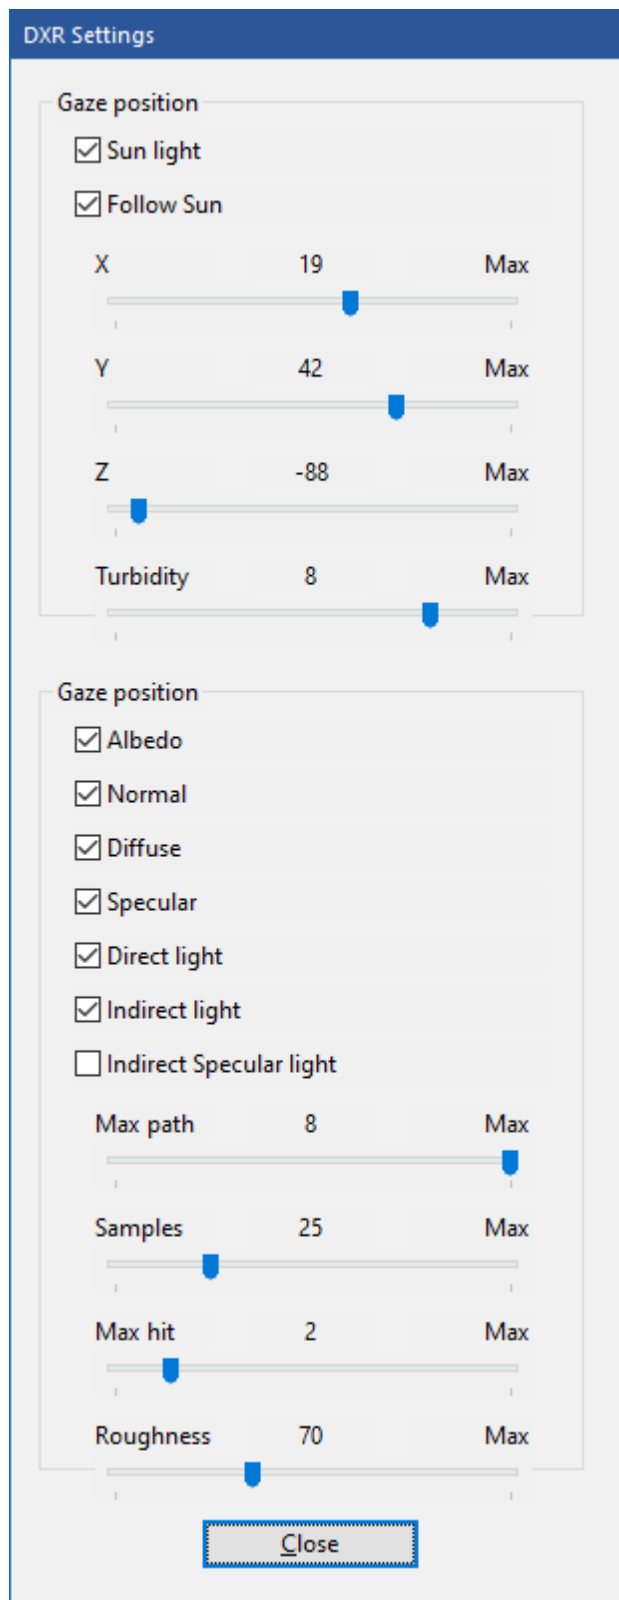 DXR Settings
Gaze position
Sun light
Follow Sun
X 19 Max
Y 42 Max
Z -88 Max
Turbidity 8 Max
Gaze position
Albedo
Normal
Diffuse
Specular
Direct light
Indirect light
Indirect Specular light
Max path 8 Max
Samples 25 Max
Max hit 2 Max
Roughness 70 Max
Close